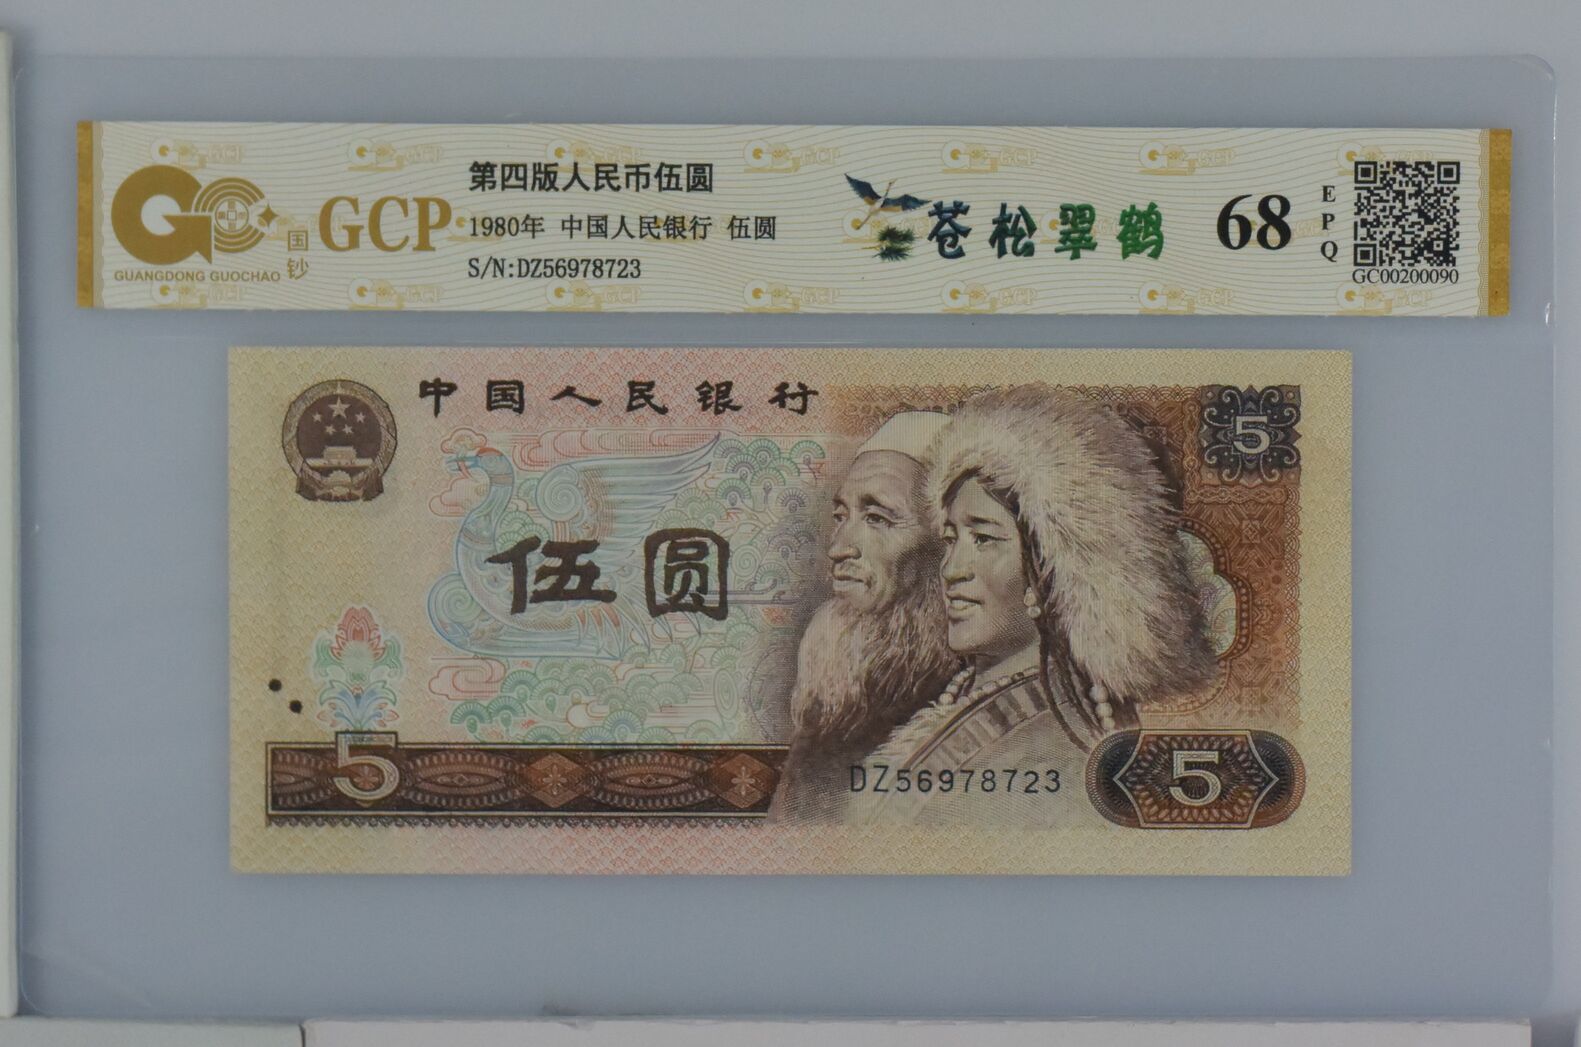 GUANGDONG GUOCHAO
国钞
GCP
第四版人民币伍圆
1980年 中国人民银行 伍圆
S/N:DZ56978723
苍松翠鹤
68
EPQ
GC00200090
中国人民银行
5
伍圆
5
DZ56978723
5